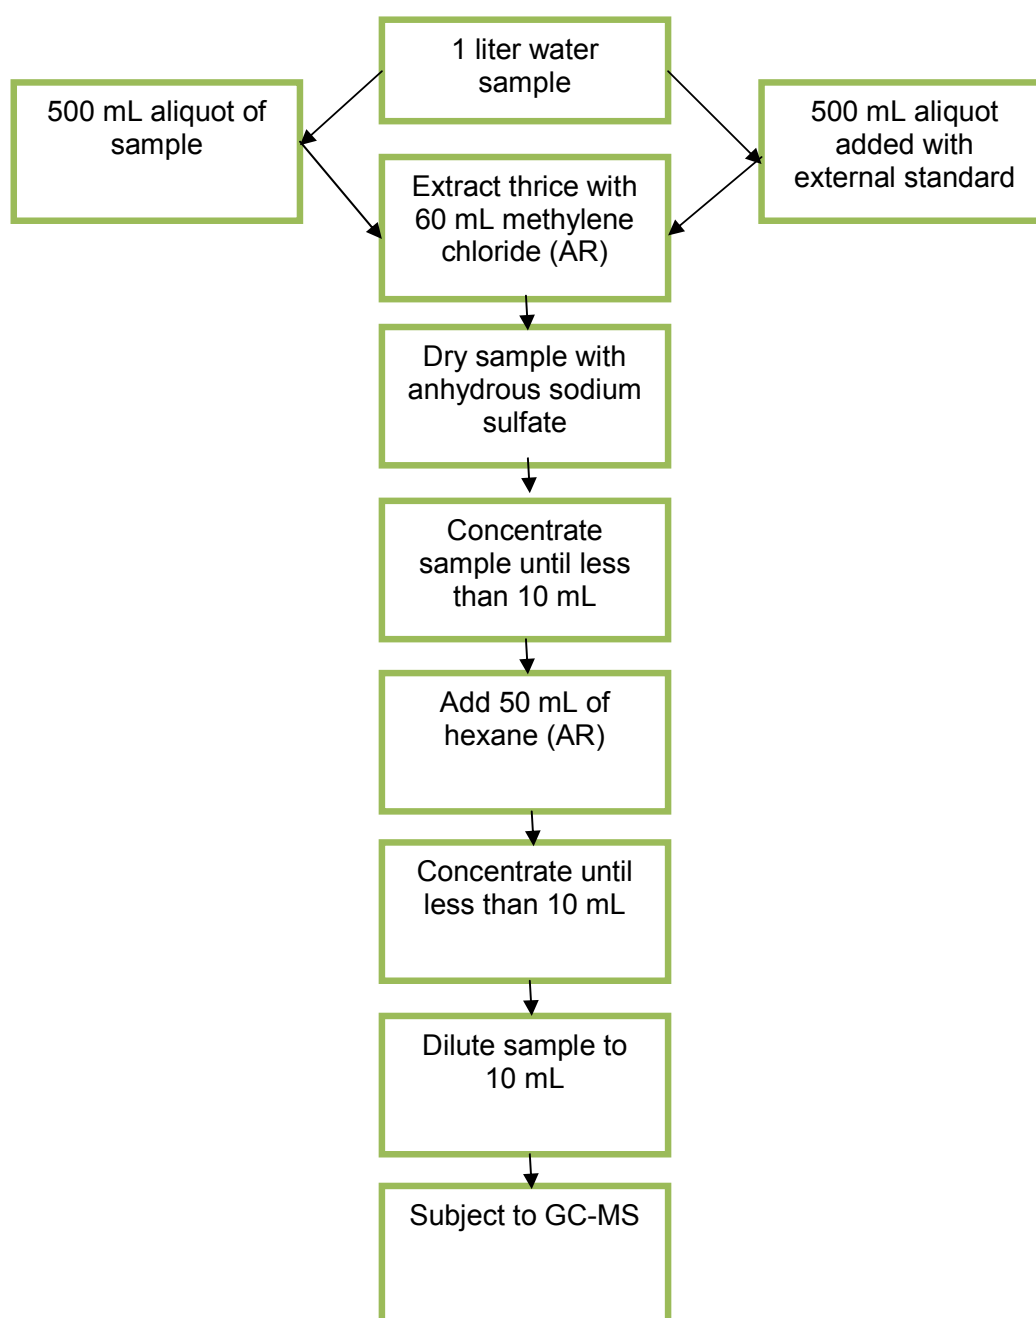 1 liter water
sample
500 mL aliquot of
sample
500 mL aliquot
added with
external standard
Extract thrice with
60 mL methylene
chloride (AR)
Dry sample with
anhydrous sodium
sulfate
Concentrate
sample until less
than 10 mL
Add 50 mL of
hexane (AR)
Concentrate until
less than 10 mL
Dilute sample to
10 mL
Subject to GC-MS